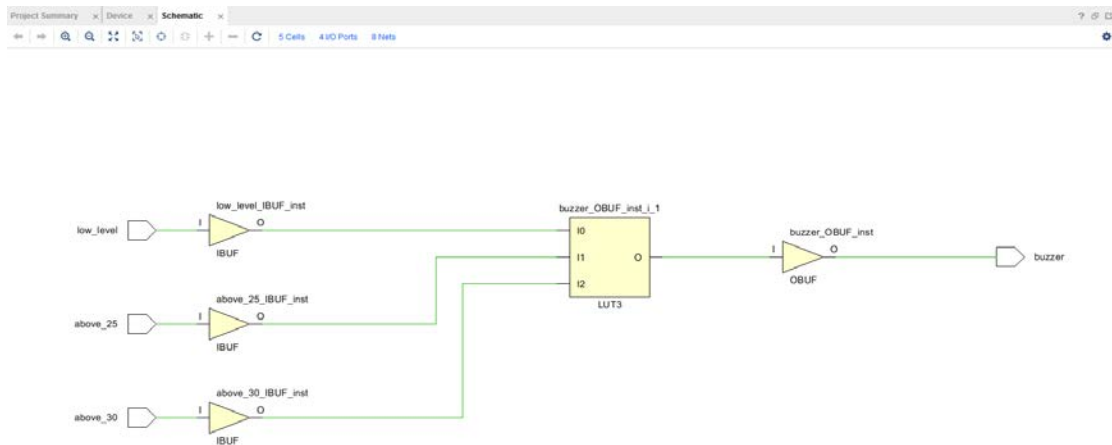 Project Summary × Device × Schematic ×
5 Cells 4 I/O Ports 8 Nets
low_level_IBUF_inst
low_level
I
O
IBUF
buzzer_OBUF_inst_i_1
I0
I1
I2
O
LUT3
buzzer_OBUF_inst
I
O
OBUF
buzzer
above_25_IBUF_inst
above_25
I
O
IBUF
above_30_IBUF_inst
above_30
I
O
IBUF